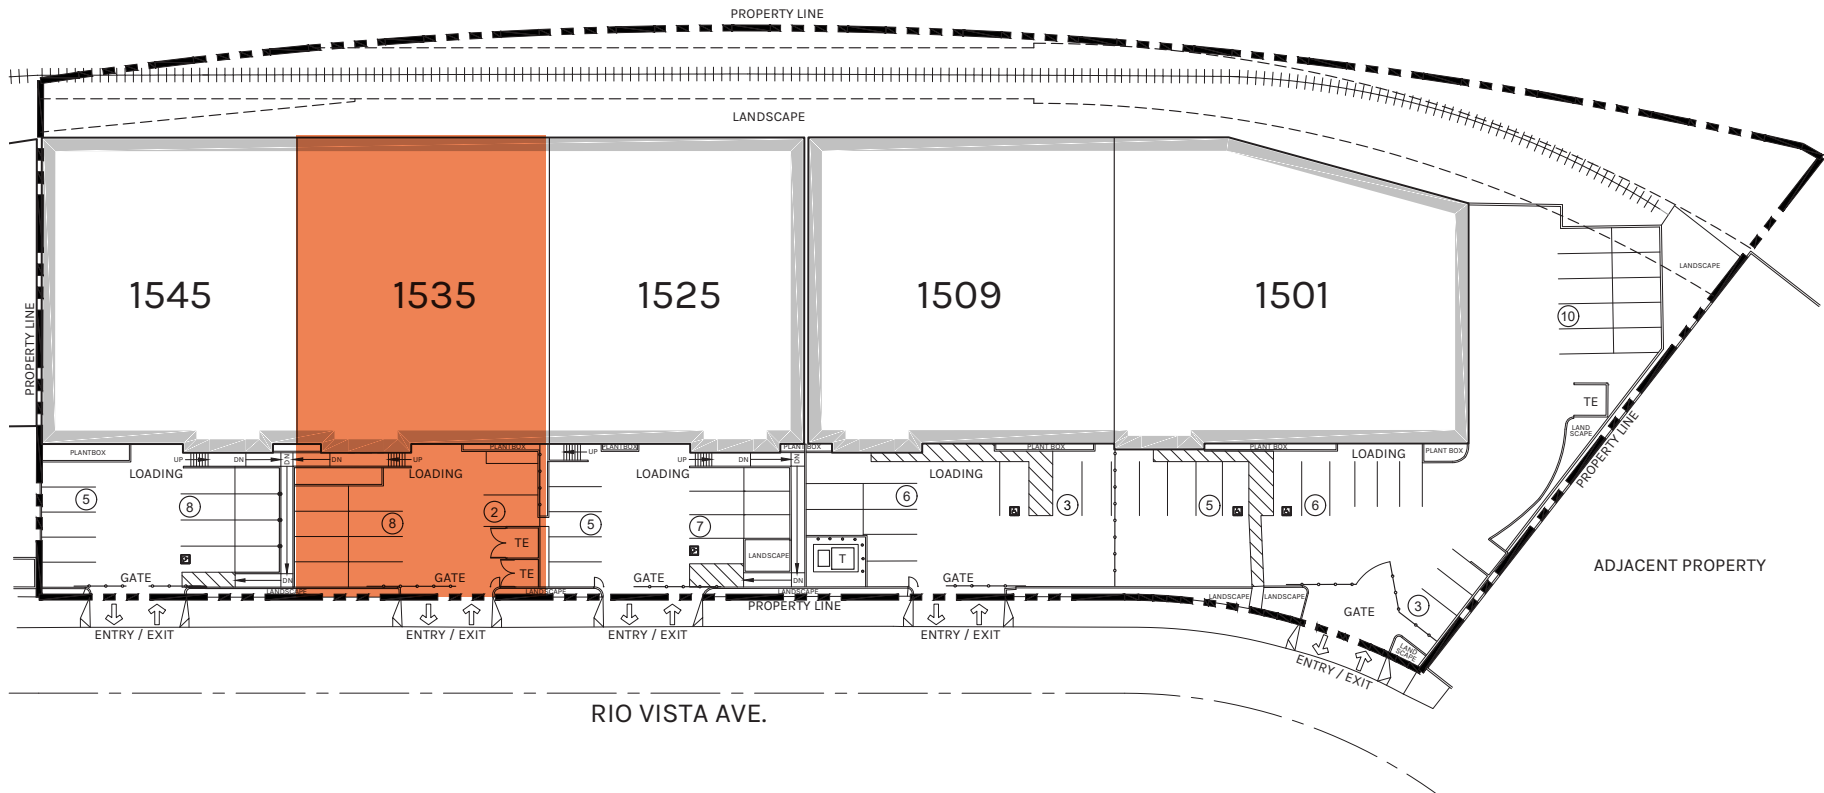 PROPERTY LINE
LANDSCAPE
1545
1535
1525
1509
1501
LANDSCAPE
10
PROPERTY LINE
TE
LAND
SCAPE
PROPERTY LINE
PLANTBOX
PLANTBOX
PLANTBOX
PLANT BOX
PLANT BOX
PLANT BOX
PLANT BOX
UP
DN
DN
DN
UP
UP
UP
DN
DN
LOADING
LOADING
LOADING
LOADING
LOADING
5
8
8
2
5
7
6
3
5
6
TE
TE
LANDSCAPE
T
DN
DN
GATE
GATE
GATE
GATE
GATE
3
LANDSCAPE
LANDSCAPE
LANDSCAPE
LANDSCAPE
LANDSCAPE
LAND
SCAPE
PROPERTY LINE
ENTRY / EXIT
ENTRY / EXIT
ENTRY / EXIT
ENTRY / EXIT
ENTRY / EXIT
ADJACENT PROPERTY
RIO VISTA AVE.